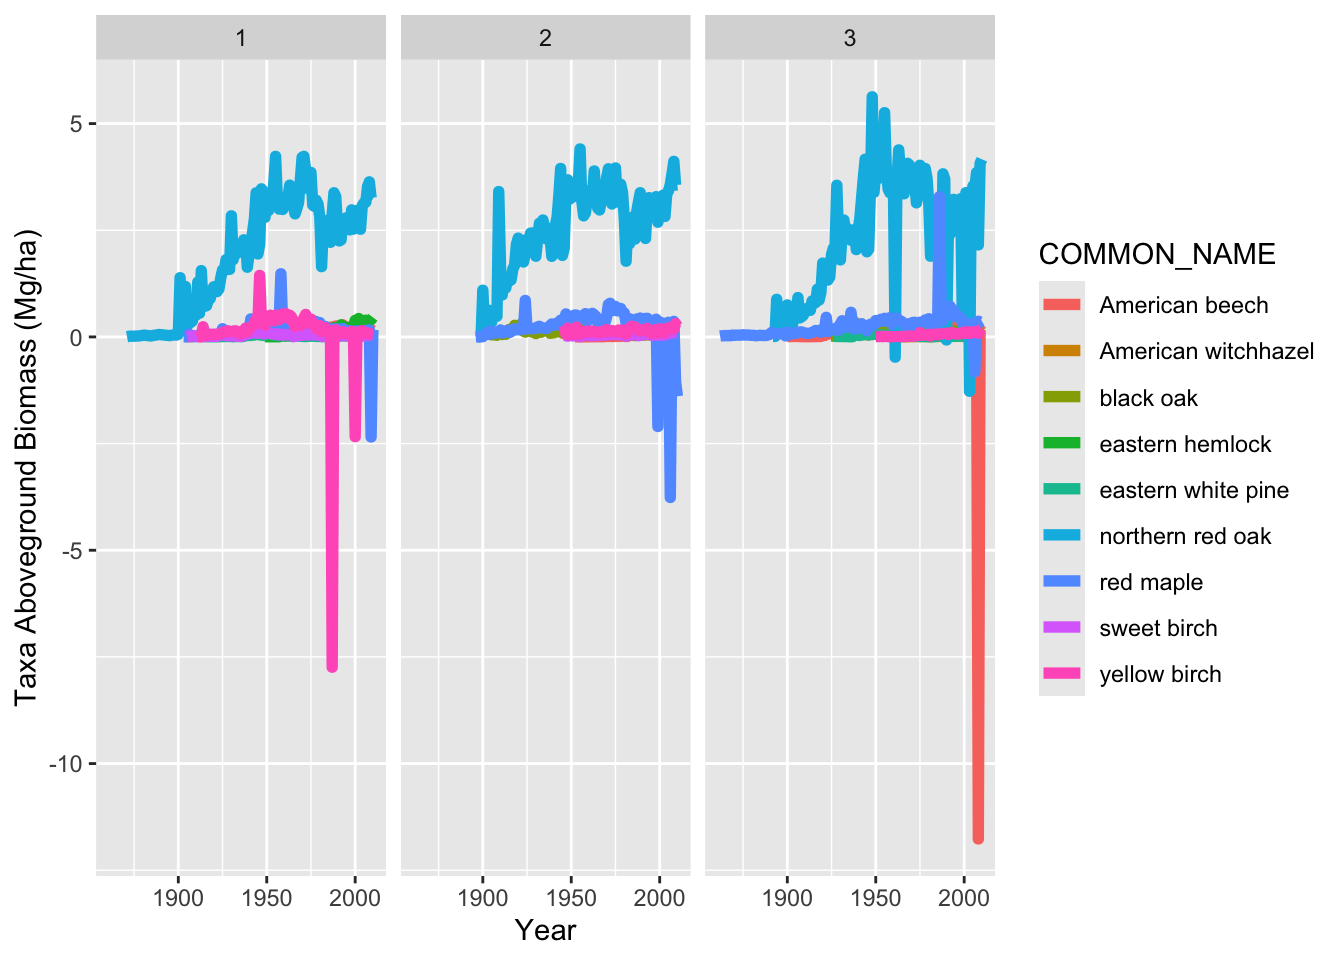 1 2 3
Taxa Aboveground Biomass (Mg/ha)
5
0
-5
-10
1900 1950 2000 1900 1950 2000 1900 1950 2000
Year
COMMON_NAME
American beech
American witchhazel
black oak
eastern hemlock
eastern white pine
northern red oak
red maple
sweet birch
yellow birch